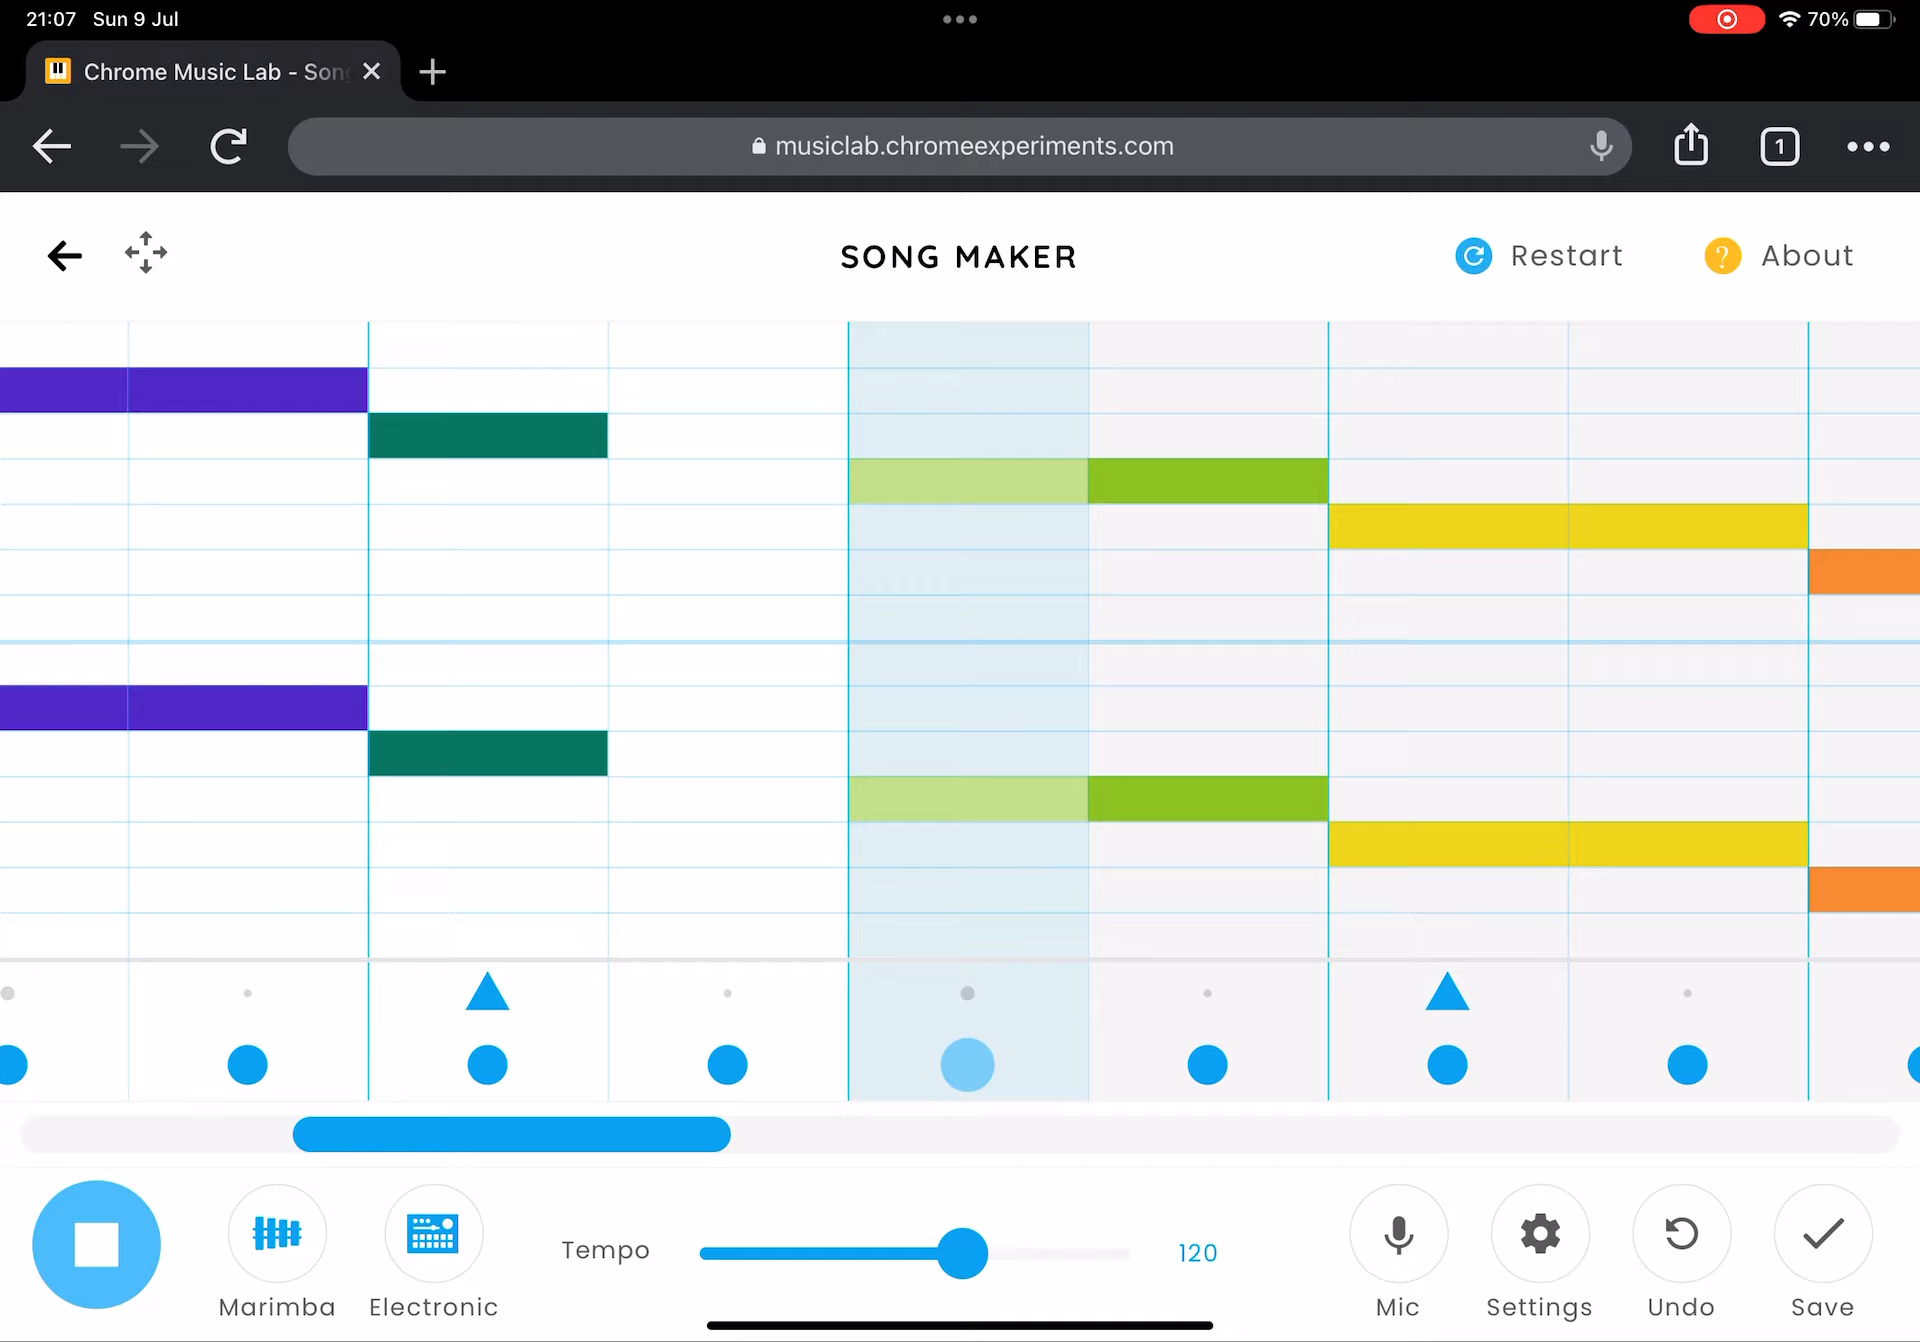 21:07 Sun 9 Jul
70%
Chrome Music Lab - Song
musiclab.chromeexperiments.com
1
SONG MAKER
Restart
? About
Tempo
120
Marimba
Electronic
Mic
Settings
Undo
Save